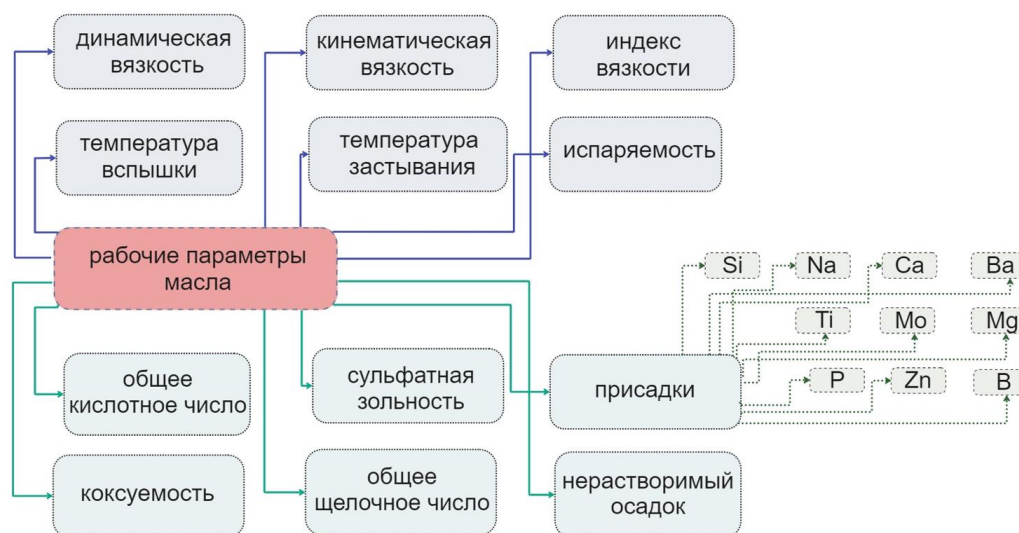 динамическая
вязкость
кинематическая
вязкость
индекс
вязкости
температура
вспышки
температура
застывания
испаряемость
рабочие параметры
масла
Si
Na
Ca
Ba
Ti
Mo
Mg
P
Zn
B
общее
кислотное число
сульфатная
зольность
присадки
коксуемость
общее
щелочное число
нерастворимый
осадок